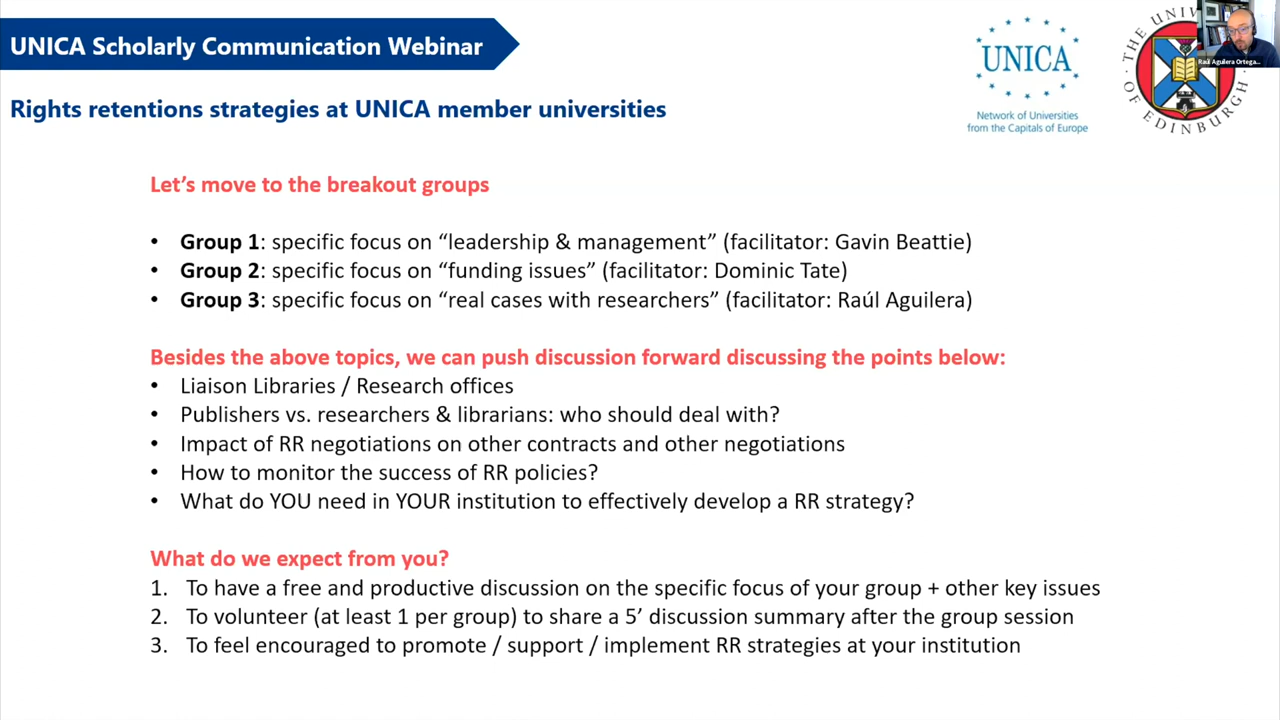 UNICA Scholarly Communication Webinar
Rights retentions strategies at UNICA member universities
UNICA
Network of Universities
from the Capitals of Europe
THE UNIVERSITY
OF EDINBURGH
Raúl Aguilera Ortega...
Let’s move to the breakout groups
• Group 1: specific focus on “leadership & management” (facilitator: Gavin Beattie)
• Group 2: specific focus on “funding issues” (facilitator: Dominic Tate)
• Group 3: specific focus on “real cases with researchers” (facilitator: Raúl Aguilera)
Besides the above topics, we can push discussion forward discussing the points below:
• Liaison Libraries / Research offices
• Publishers vs. researchers & librarians: who should deal with?
• Impact of RR negotiations on other contracts and other negotiations
• How to monitor the success of RR policies?
• What do YOU need in YOUR institution to effectively develop a RR strategy?
What do we expect from you?
1. To have a free and productive discussion on the specific focus of your group + other key issues
2. To volunteer (at least 1 per group) to share a 5’ discussion summary after the group session
3. To feel encouraged to promote / support / implement RR strategies at your institution